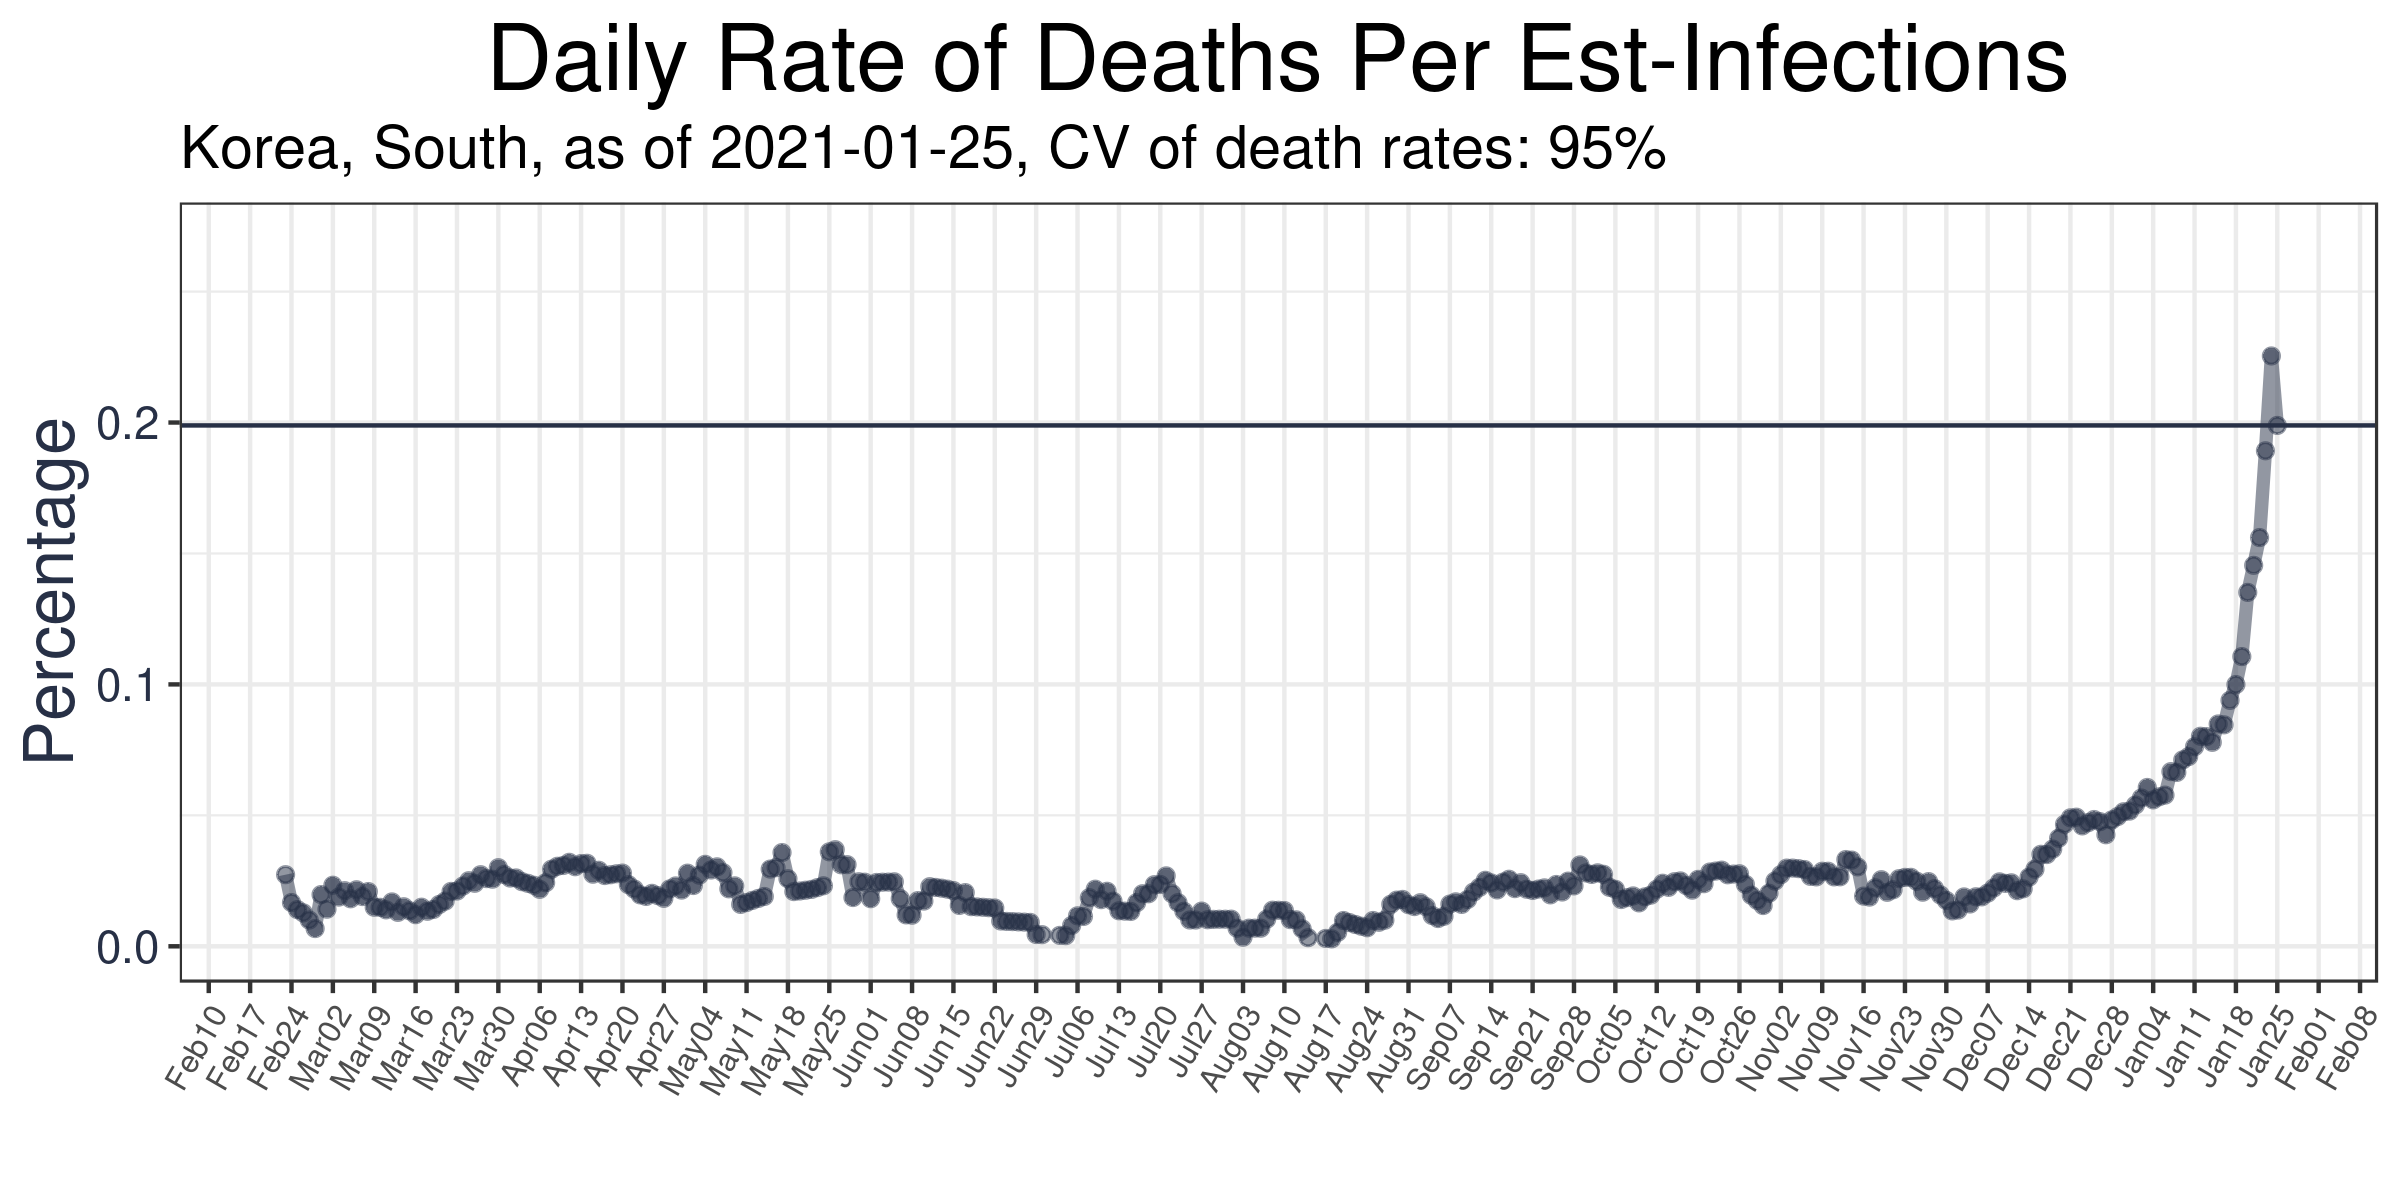 Daily Rate of Deaths Per Est-Infections
Korea, South, as of 2021-01-25, CV of death rates: 95%
Percentage
0.2
0.1
0.0
Feb10 Feb17 Feb24 Mar02 Mar09 Mar16 Mar23 Mar30 Apr06 Apr13 Apr20 Apr27 May04 May11 May18 May25 Jun01 Jun08 Jun15 Jun22 Jun29 Jul06 Jul13 Jul20 Jul27 Aug03 Aug10 Aug17 Aug24 Aug31 Sep07 Sep14 Sep21 Sep28 Oct05 Oct12 Oct19 Oct26 Nov02 Nov09 Nov16 Nov23 Nov30 Dec07 Dec14 Dec21 Dec28 Jan04 Jan11 Jan18 Jan25 Feb01 Feb08